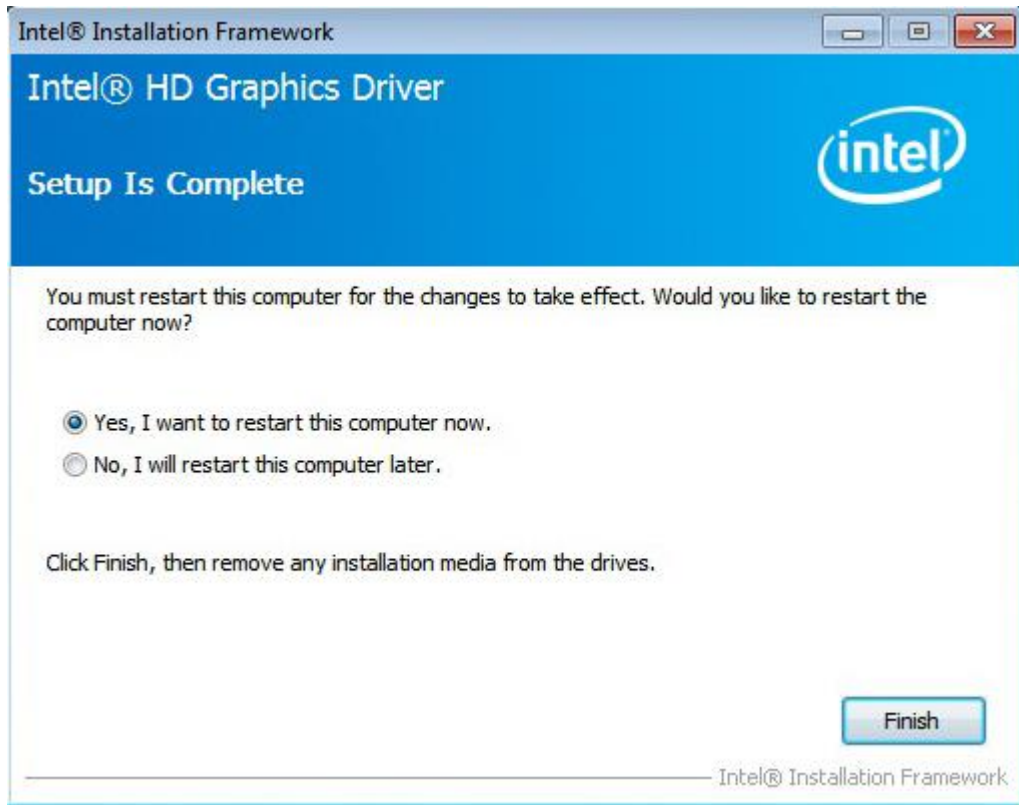 Intel® Installation Framework
Intel® HD Graphics Driver
intel
Setup Is Complete
You must restart this computer for the changes to take effect. Would you like to restart the
computer now?
Yes, I want to restart this computer now.
No, I will restart this computer later.
Click Finish, then remove any installation media from the drives.
Finish
Intel® Installation Framework